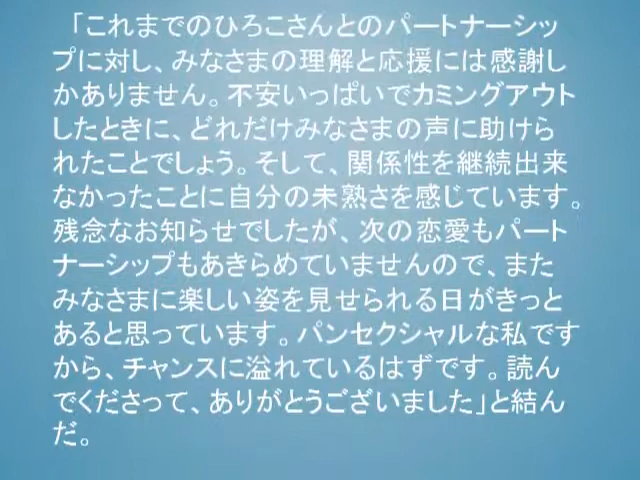 「これまでのひろこさんとのパートナーシッ
プに対し、みなさまの理解と応援には感謝し
かありません。不安いっぱいでカミングアウト
したときに、どれだけみなさまの声に助けら
れたことでしょう。そして、関係性を継続出来
なかったことに自分の未熟さを感じています。
残念なお知らせでしたが、次の恋愛もパート
ナーシップもあきらめていませんので、また
みなさまに楽しい姿を見せられる日がきっと
あると思っています。パンセクシャルな私です
から、チャンスに溢れているはずです。読ん
でくださって、ありがとうございました」と結ん
だ。